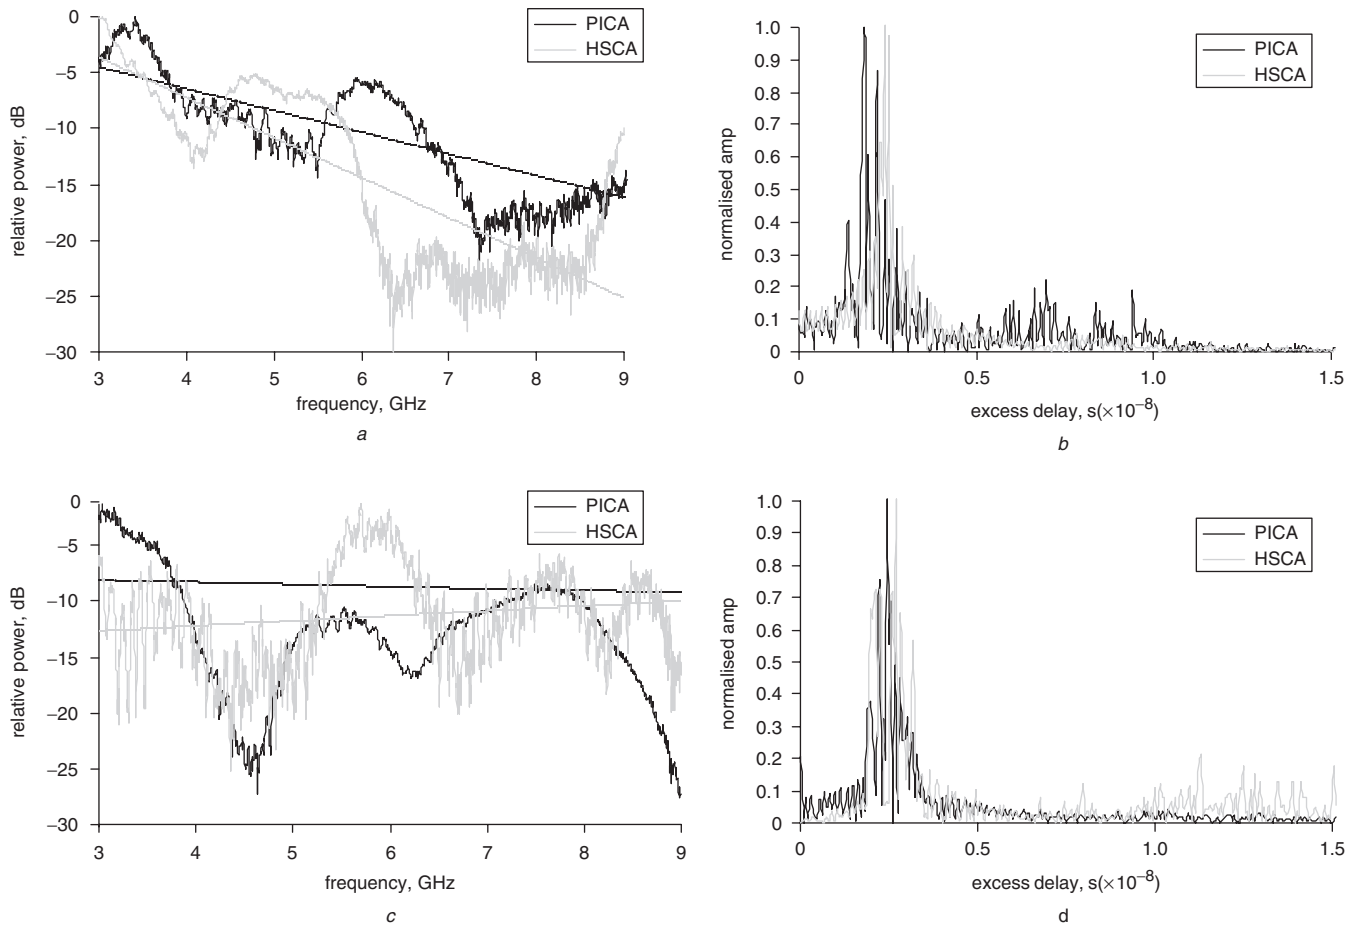 0
−5
−10
−15
−20
−25
−30
relative power, dB
3 4 5 6 7 8 9
frequency, GHz
PICA
HSCA
a
1.0
0.9
0.8
0.7
0.6
0.5
0.4
0.3
0.2
0.1
0
normalised amp
0 0.5 1.0 1.5
excess delay, s(×10−8)
PICA
HSCA
b
0
−5
−10
−15
−20
−25
−30
relative power, dB
3 4 5 6 7 8 9
frequency, GHz
PICA
HSCA
c
1.0
0.9
0.8
0.7
0.6
0.5
0.4
0.3
0.2
0.1
0
normalised amp
0 0.5 1.0 1.5
excess delay, s(×10−8)
PICA
HSCA
d